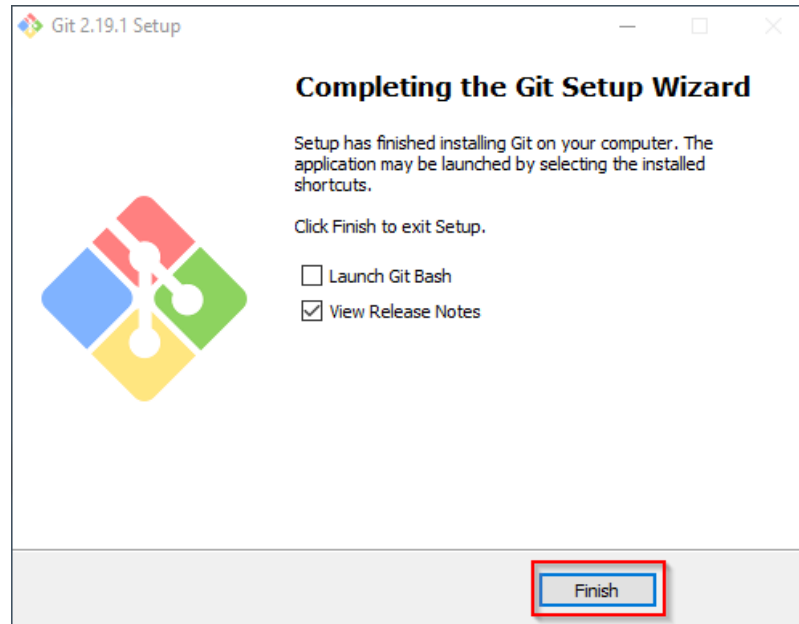 Git 2.19.1 Setup
Completing the Git Setup Wizard
Setup has finished installing Git on your computer. The
application may be launched by selecting the installed
shortcuts.
Click Finish to exit Setup.
Launch Git Bash
View Release Notes
Finish